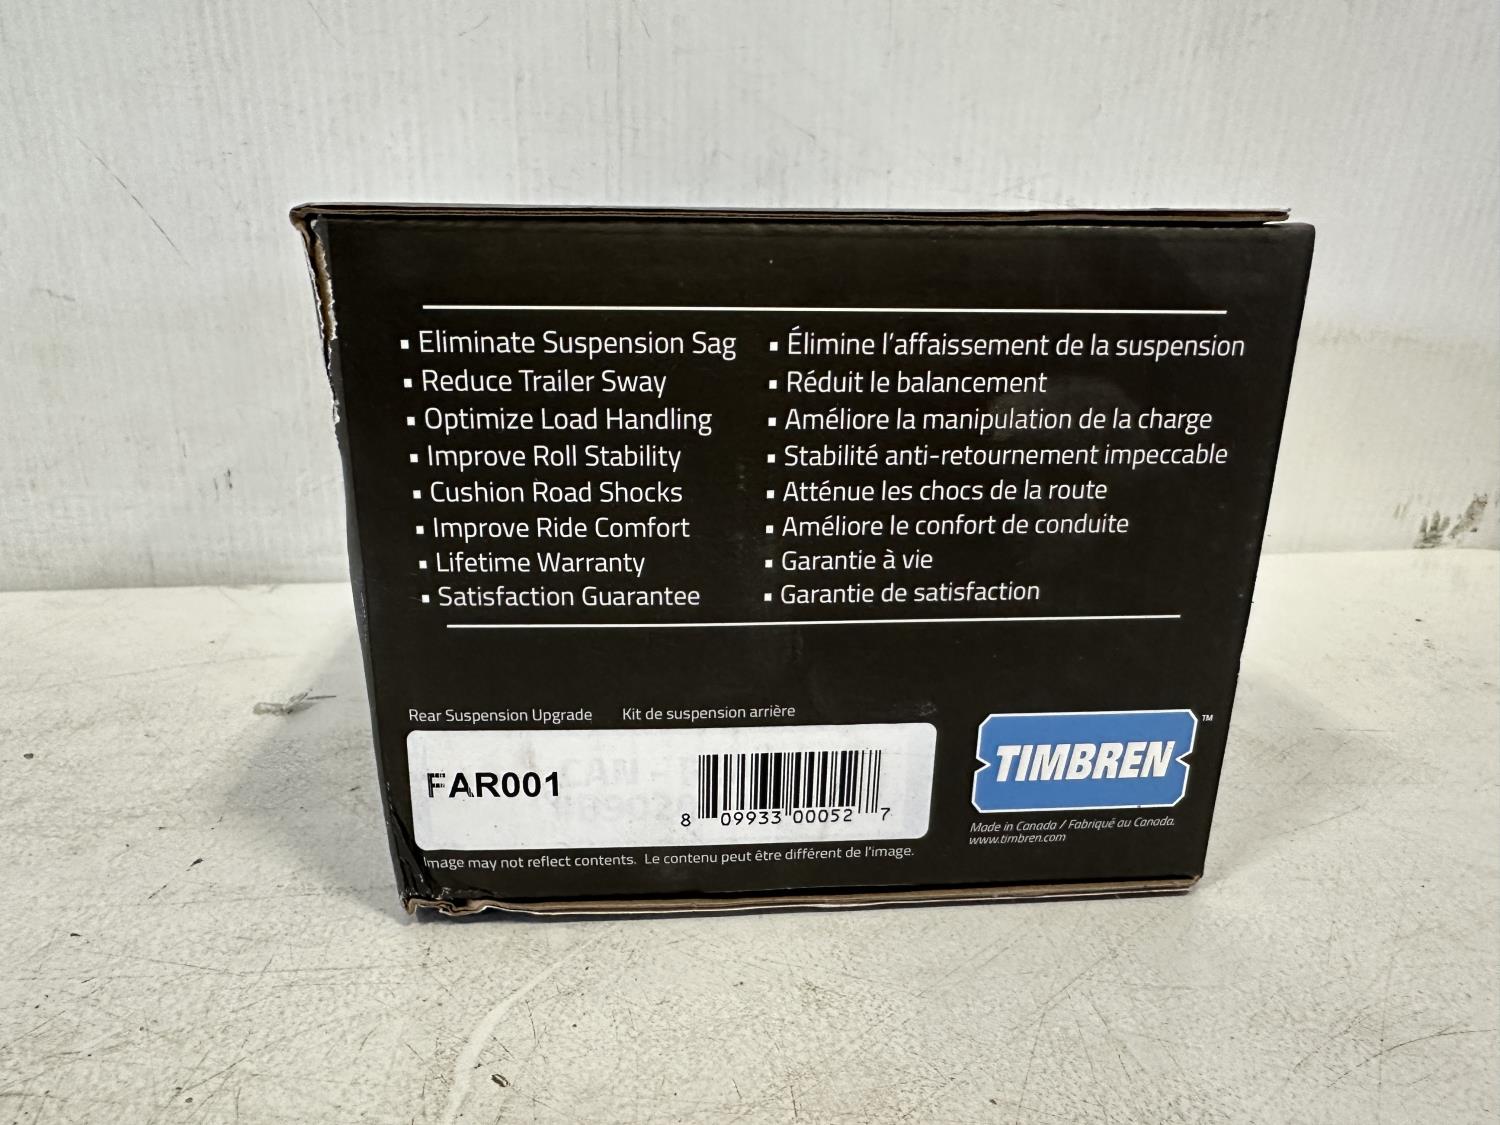 ▪ Eliminate Suspension Sag
▪ Reduce Trailer Sway
▪ Optimize Load Handling
▪ Improve Roll Stability
▪ Cushion Road Shocks
▪ Improve Ride Comfort
▪ Lifetime Warranty
▪ Satisfaction Guarantee
▪ Élimine l'affaissement de la suspension
▪ Réduit le balancement
▪ Améliore la manipulation de la charge
▪ Stabilité anti-retournement impeccable
▪ Atténue les chocs de la route
▪ Améliore le confort de conduite
▪ Garantie à vie
▪ Garantie de satisfaction
Rear Suspension Upgrade
Kit de suspension arrière
FAR001
8 09933 00052 7
Image may not reflect contents. Le contenu peut être différent de l'image.
TIMBREN™
Made in Canada / Fabriqué au Canada.
www.timbren.com